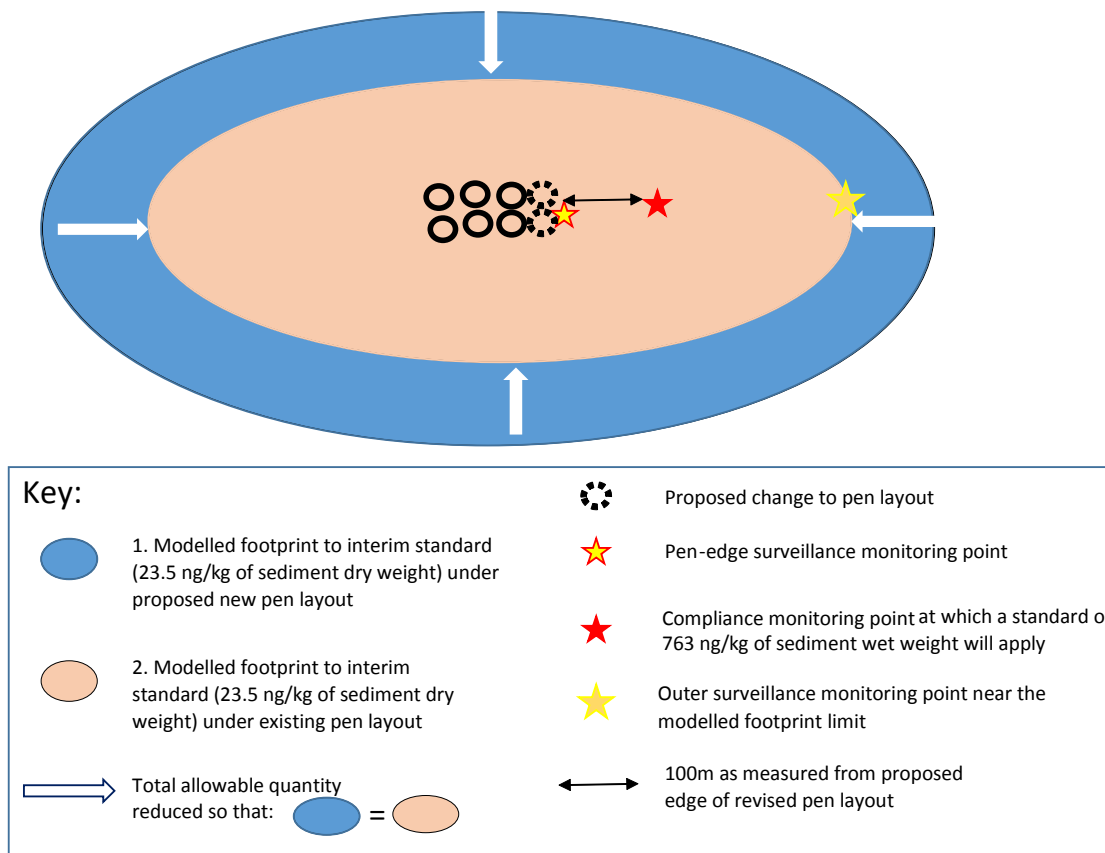 Key:
1. Modelled footprint to interim standard
(23.5 ng/kg of sediment dry weight) under
proposed new pen layout
2. Modelled footprint to interim
standard (23.5 ng/kg of sediment dry
weight) under existing pen layout
Total allowable quantity
reduced so that: =
Proposed change to pen layout
Pen-edge surveillance monitoring point
Compliance monitoring point at which a standard o
763 ng/kg of sediment wet weight will apply
Outer surveillance monitoring point near the
modelled footprint limit
100m as measured from proposed
edge of revised pen layout